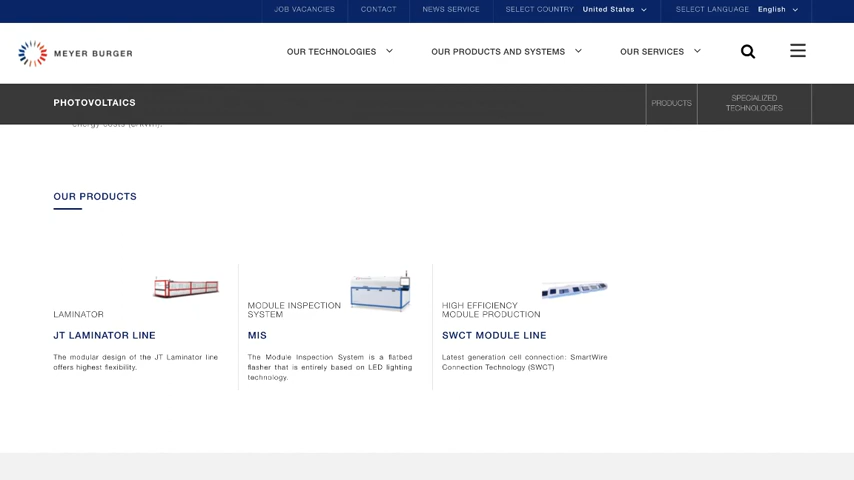 JOB VACANCIES
CONTACT
NEWS SERVICE
SELECT COUNTRY United States
SELECT LANGUAGE English
MEYER BURGER
OUR TECHNOLOGIES
OUR PRODUCTS AND SYSTEMS
OUR SERVICES
PHOTOVOLTAICS
PRODUCTS
SPECIALIZED
TECHNOLOGIES
OUR PRODUCTS
LAMINATOR
JT LAMINATOR LINE
The modular design of the JT Laminator line
offers highest flexibility.
MODULE INSPECTION
SYSTEM
MIS
The Module Inspection System is a flatbed
flasher that is entirely based on LED lighting
technology.
HIGH EFFICIENCY
MODULE PRODUCTION
SWCT MODULE LINE
Latest generation cell connection: SmartWire
Connection Technology (SWCT)